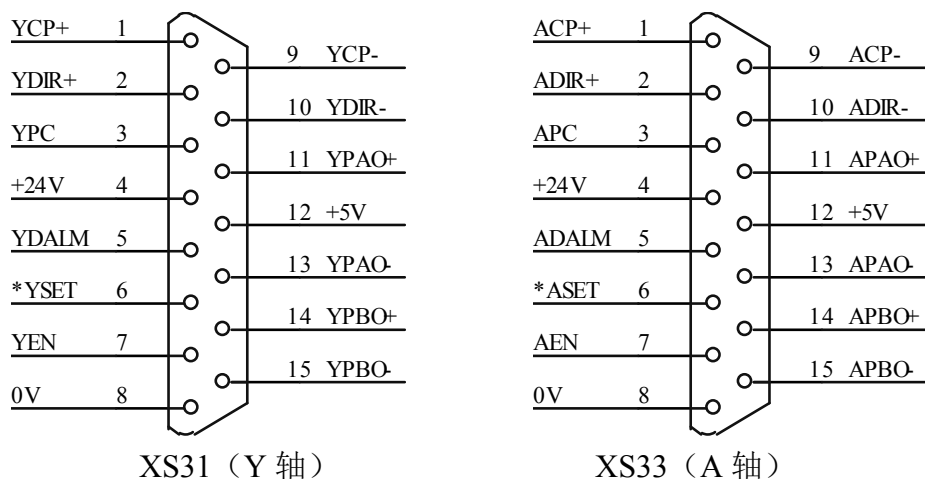 YCP+ 1
9 YCP-
YDIR+ 2
10 YDIR-
YPC 3
11 YPAO+
+24V 4
12 +5V
YDALM 5
13 YPAO-
*YSET 6
14 YPBO+
YEN 7
15 YPBO-
0V 8
XS31（Y 轴）
ACP+ 1
9 ACP-
ADIR+ 2
10 ADIR-
APC 3
11 APAO+
+24V 4
12 +5V
ADALM 5
13 APAO-
*ASET 6
14 APBO+
AEN 7
15 APBO-
0V 8
XS33（A 轴）